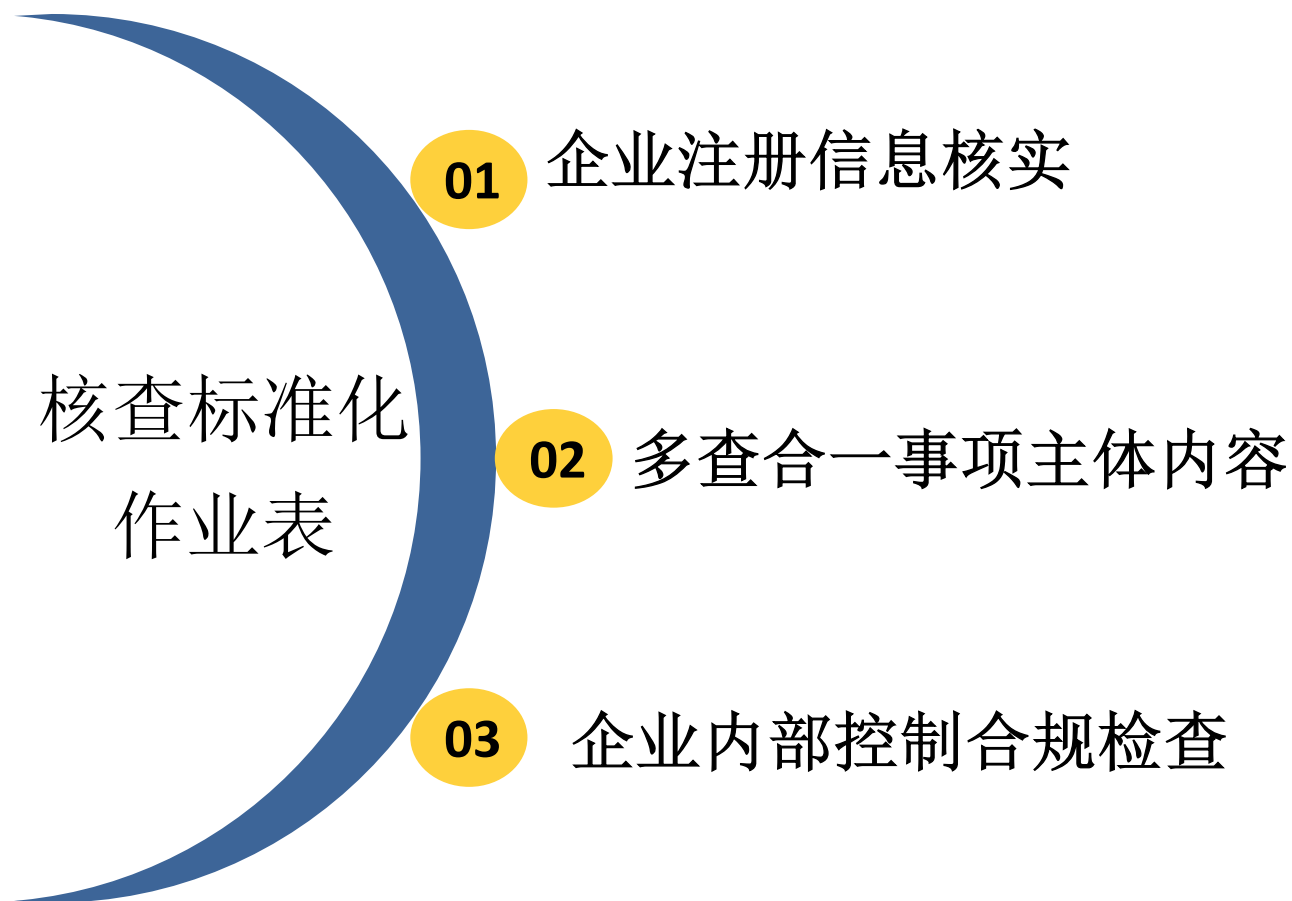 核查标准化
作业表
01 企业注册信息核实
02 多查合一事项主体内容
03 企业内部控制合规检查